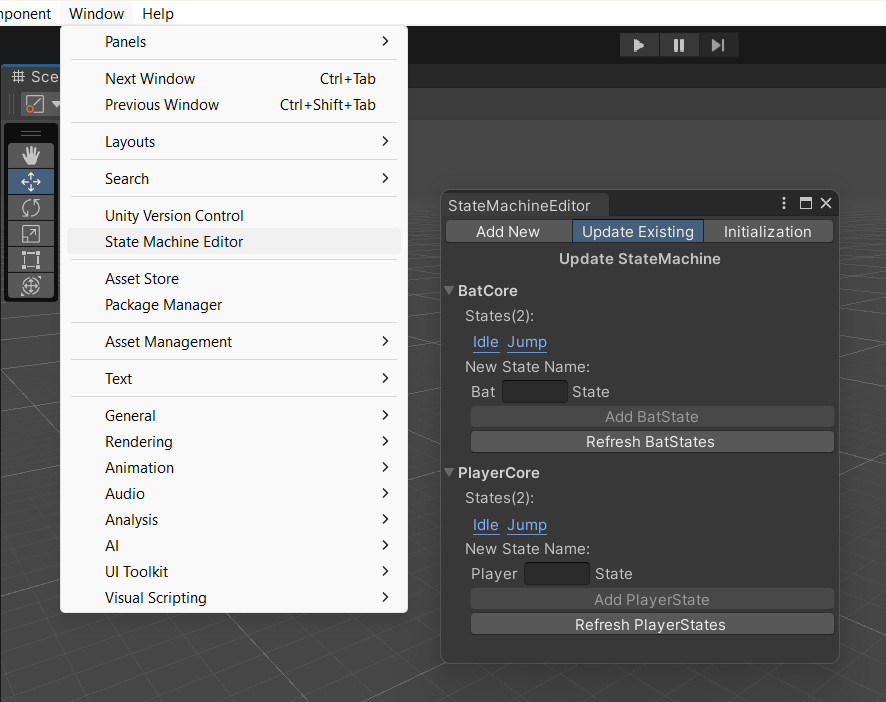 Window Help
Panels
Next Window Ctrl+Tab
Previous Window Ctrl+Shift+Tab
Layouts
Search
Unity Version Control
State Machine Editor
Asset Store
Package Manager
Asset Management
Text
General
Rendering
Animation
Audio
Analysis
AI
UI Toolkit
Visual Scripting
StateMachineEditor
Add New Update Existing Initialization
Update StateMachine
BatCore
States(2):
Idle Jump
New State Name:
Bat State
Add BatState
Refresh BatStates
PlayerCore
States(2):
Idle Jump
New State Name:
Player State
Add PlayerState
Refresh PlayerStates